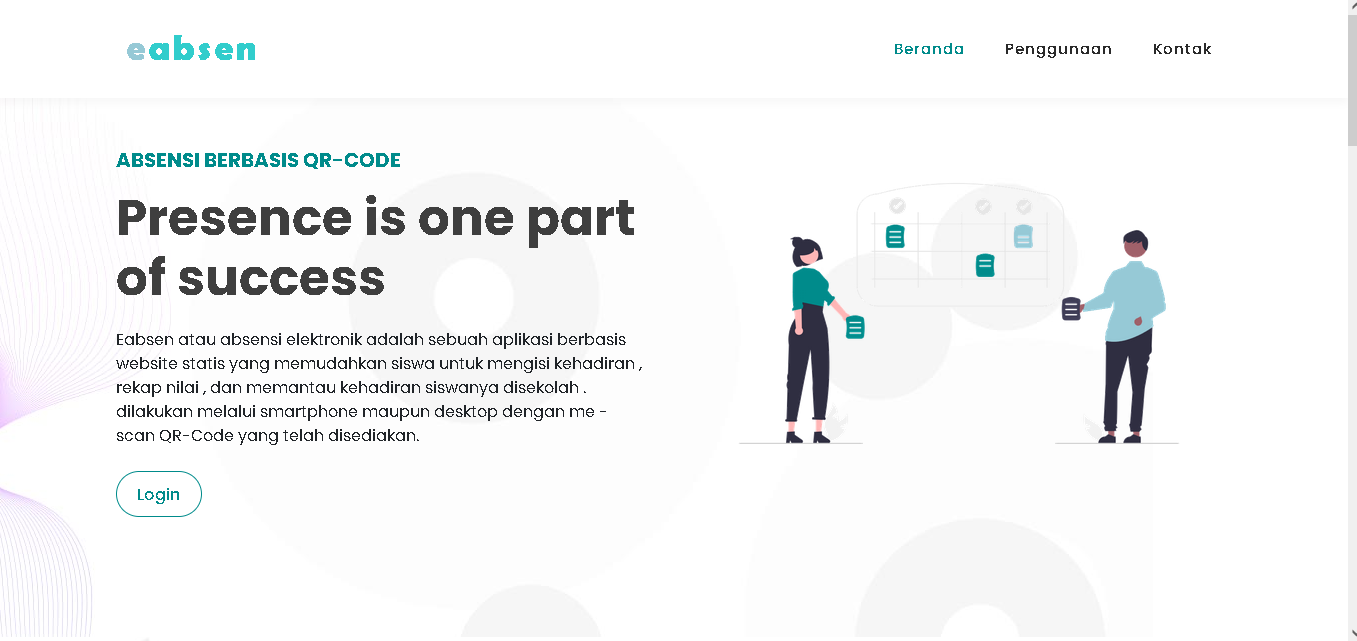 eabsen
Beranda Penggunaan Kontak
ABSENSI BERBASIS QR-CODE
Presence is one part
of success
Eabsen atau absensi elektronik adalah sebuah aplikasi berbasis
website statis yang memudahkan siswa untuk mengisi kehadiran ,
rekap nilai , dan memantau kehadiran siswanya disekolah .
dilakukan melalui smartphone maupun desktop dengan me -
scan QR-Code yang telah disediakan.
Login